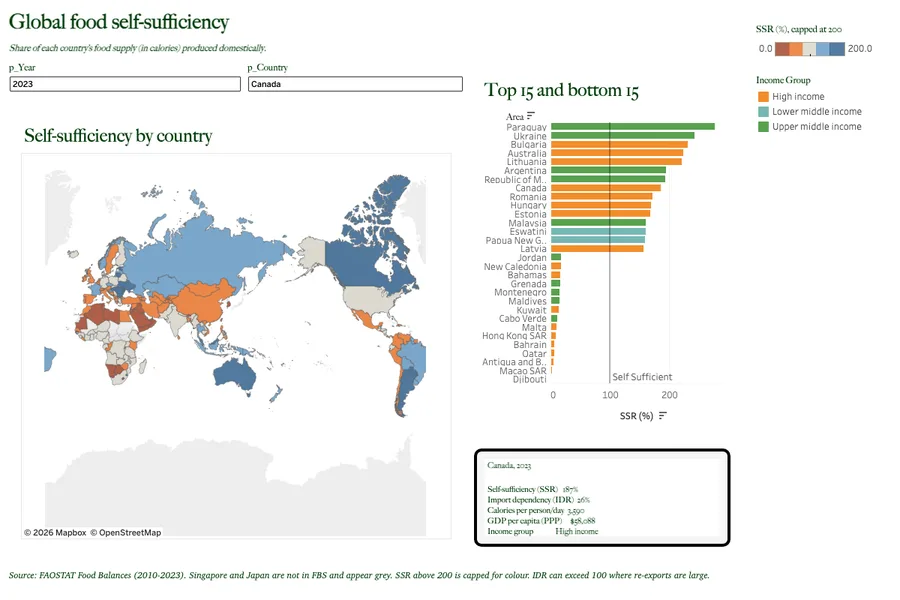 Global food self-sufficiency
Share of each country's food supply (in calories) produced domestically.
p_Year
p_Country
2023
Canada
Self-sufficiency by country
© 2026 Mapbox © OpenStreetMap
Top 15 and bottom 15
Area
Paraguay
Ukraine
Bulgaria
Australia
Lithuania
Argentina
Republic of M..
Canada
Romania
Hungary
Estonia
Malaysia
Eswatini
Papua New G..
Latvia
Jordan
New Caledonia
Bahamas
Grenada
Montenegro
Maldives
Kuwait
Cabo Verde
Malta
Hong Kong SAR
Bahrain
Qatar
Antigua and B..
Macao SAR
Djibouti
Self Sufficient
0 100 200
SSR (%)
SSR (%), capped at 200
0.0 200.0
Income Group
High income
Lower middle income
Upper middle income
Canada, 2023
Self-sufficiency (SSR) 187%
Import dependency (IDR) 26%
Calories per person/day 3,590
GDP per capita (PPP) $58,088
Income group High income
Source: FAOSTAT Food Balances (2010-2023). Singapore and Japan are not in FBS and appear grey. SSR above 200 is capped for colour. IDR can exceed 100 where re-exports are large.